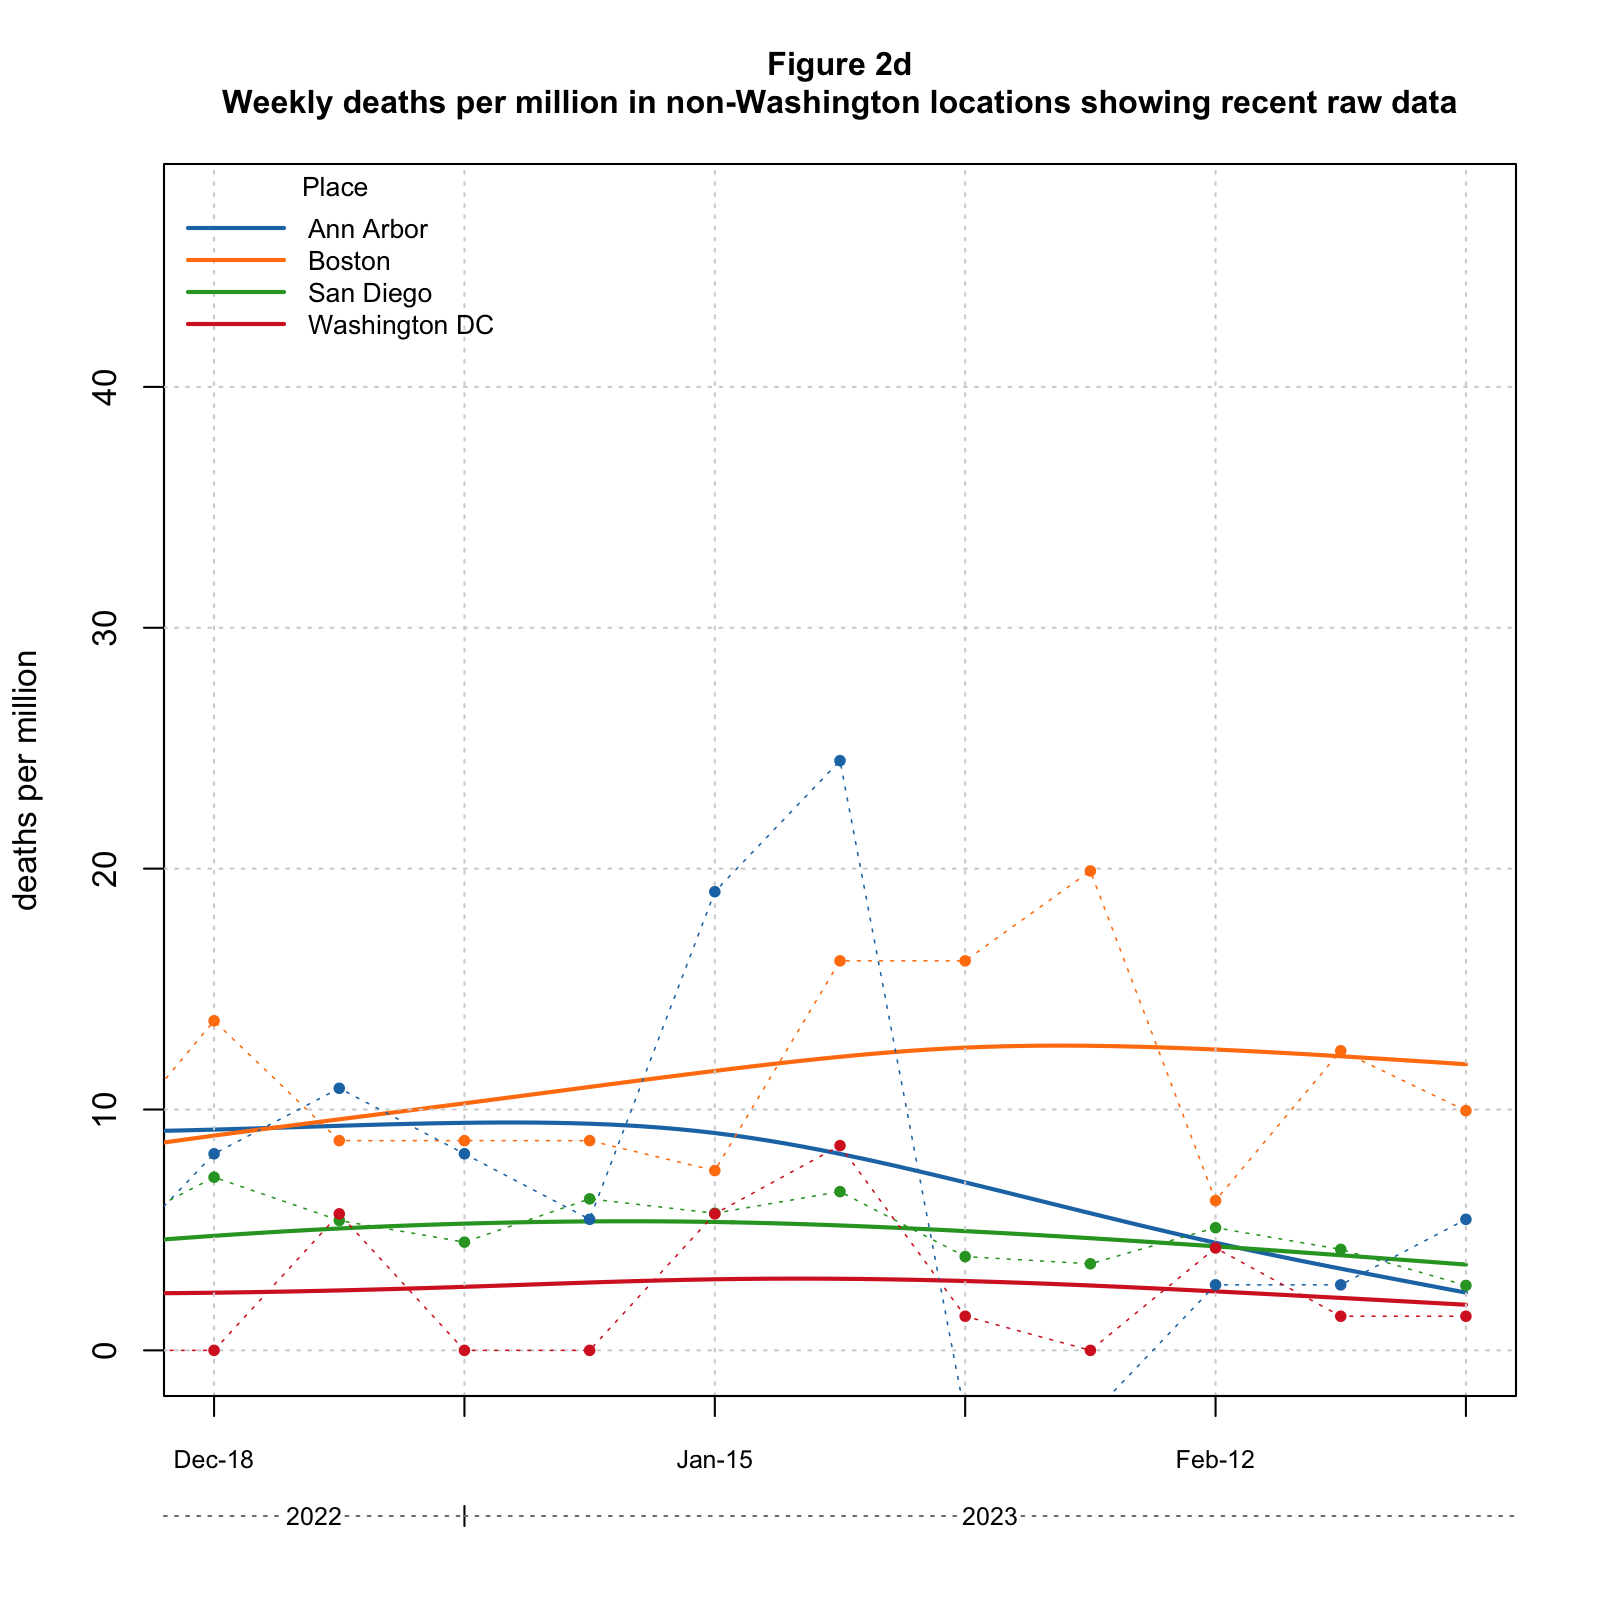 Figure 2d
Weekly deaths per million in non-Washington locations showing recent raw data
Place
Ann Arbor
Boston
San Diego
Washington DC
deaths per million
40
30
20
10
0
Dec-18
Jan-15
Feb-12
2022
2023